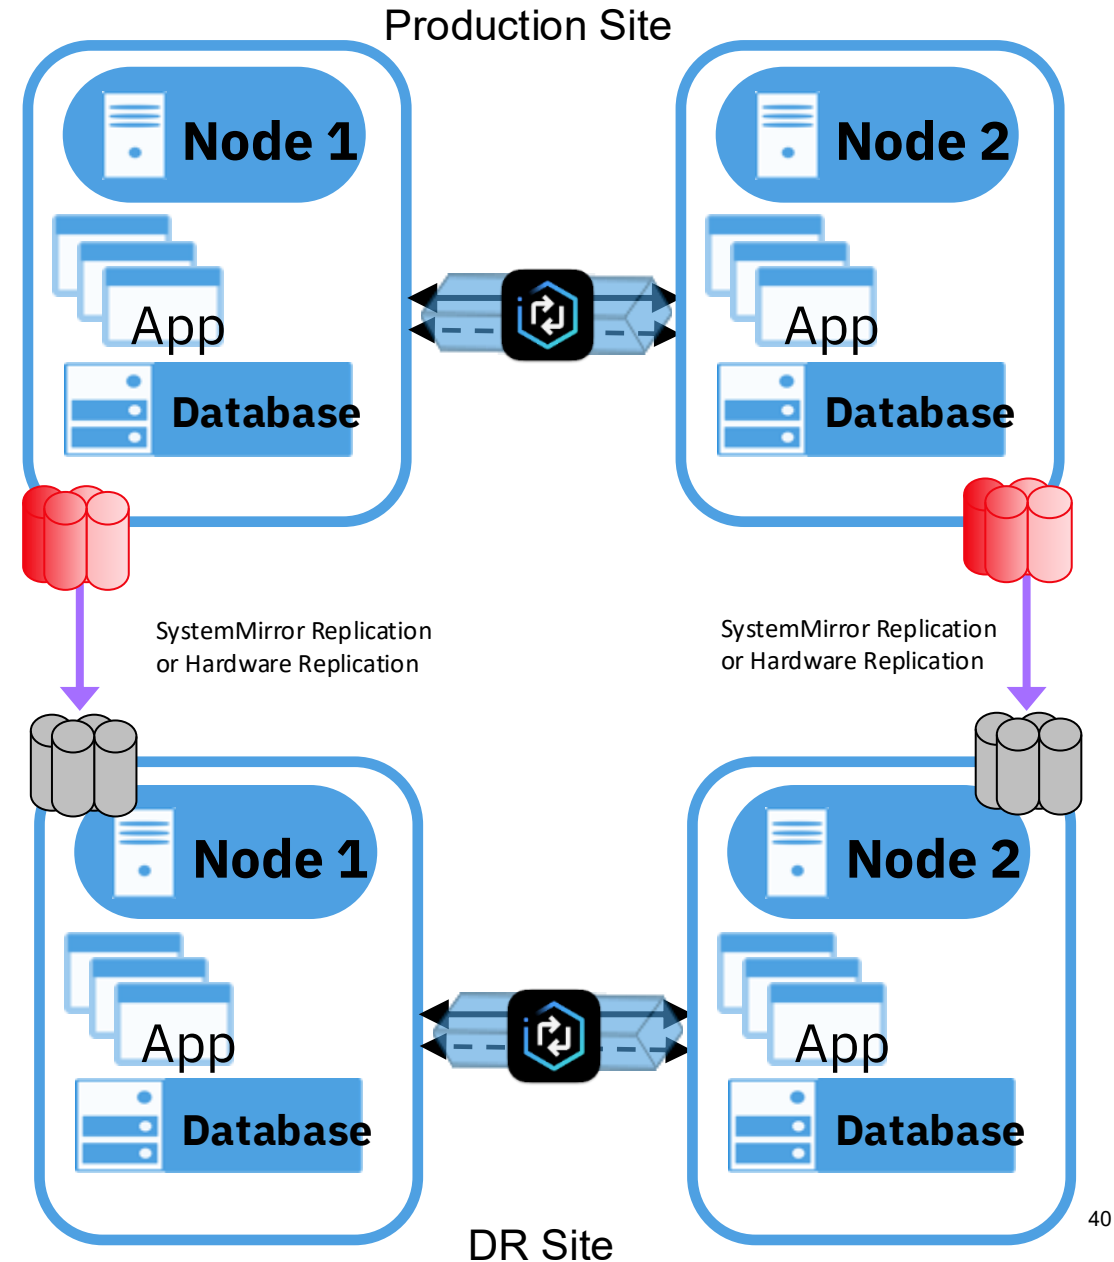 Production Site
Node 1
Node 2
App
App
Database
Database
SystemMirror Replication
or Hardware Replication
SystemMirror Replication
or Hardware Replication
Node 1
Node 2
App
App
Database
Database
40
DR Site